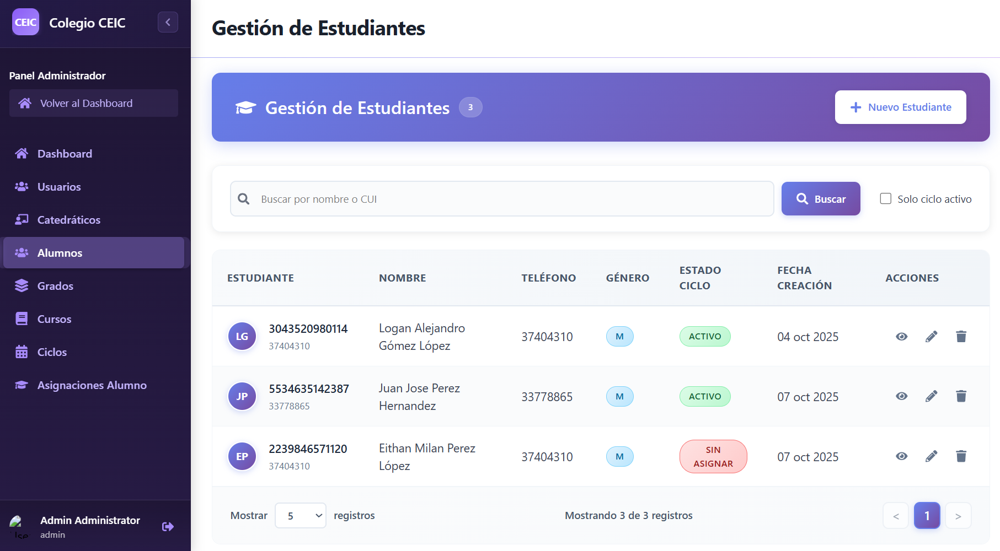 CEIC
Colegio CEIC
Panel Administrador
Volver al Dashboard
Dashboard
Usuarios
Catedráticos
Alumnos
Grados
Cursos
Ciclos
Asignaciones Alumno
Admin Administrator
admin
Gestión de Estudiantes
Gestión de Estudiantes 3
Nuevo Estudiante
Buscar por nombre o CUI
Buscar
Solo ciclo activo
ESTUDIANTE NOMBRE TELÉFONO GÉNERO ESTADO CICLO FECHA CREACIÓN ACCIONES
LG 3043520980114 37404310 Logan Alejandro Gómez López 37404310 M ACTIVO 04 oct 2025
JP 5534635142387 33778865 Juan Jose Perez Hernandez 33778865 M ACTIVO 07 oct 2025
EP 2239846571120 37404310 Eithan Milan Perez López 37404310 M SIN ASIGNAR 07 oct 2025
Mostrar 5 registros
Mostrando 3 de 3 registros
< 1 >